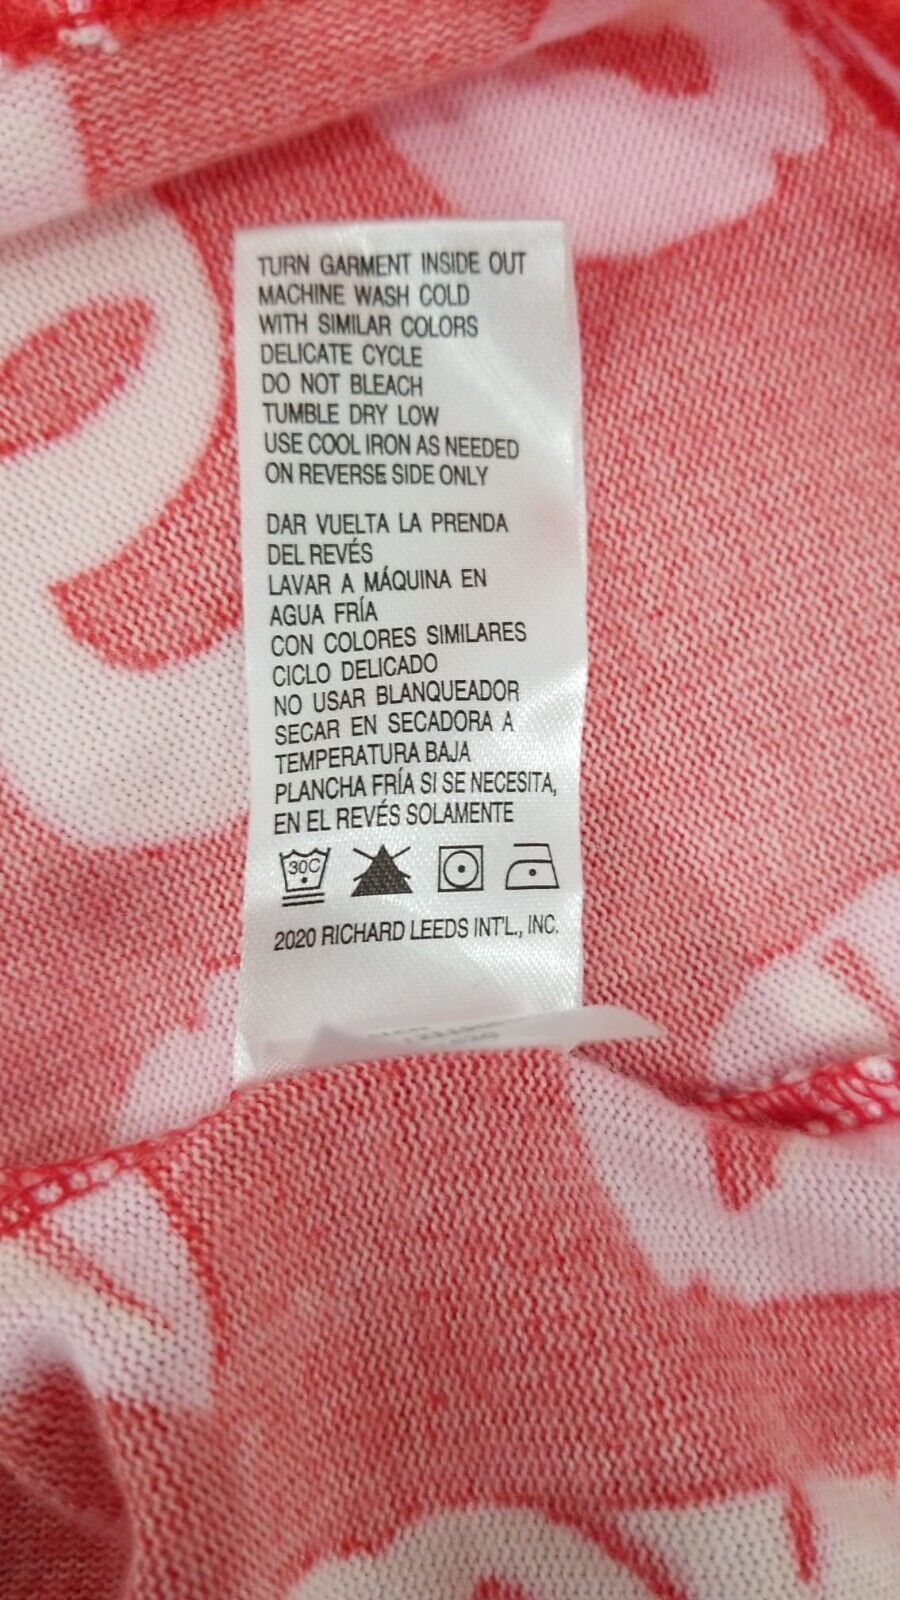 TURN GARMENT INSIDE OUT
MACHINE WASH COLD
WITH SIMILAR COLORS
DELICATE CYCLE
DO NOT BLEACH
TUMBLE DRY LOW
USE COOL IRON AS NEEDED
ON REVERSE SIDE ONLY
DAR VUELTA LA PRENDA
DEL REVÉS
LAVAR A MÁQUINA EN
AGUA FRÍA
CON COLORES SIMILARES
CICLO DELICADO
NO USAR BLANQUEADOR
SECAR EN SECADORA A
TEMPERATURA BAJA
PLANCHA FRÍA SI SE NECESITA,
EN EL REVÉS SOLAMENTE
30C
2020 RICHARD LEEDS INT'L., INC.